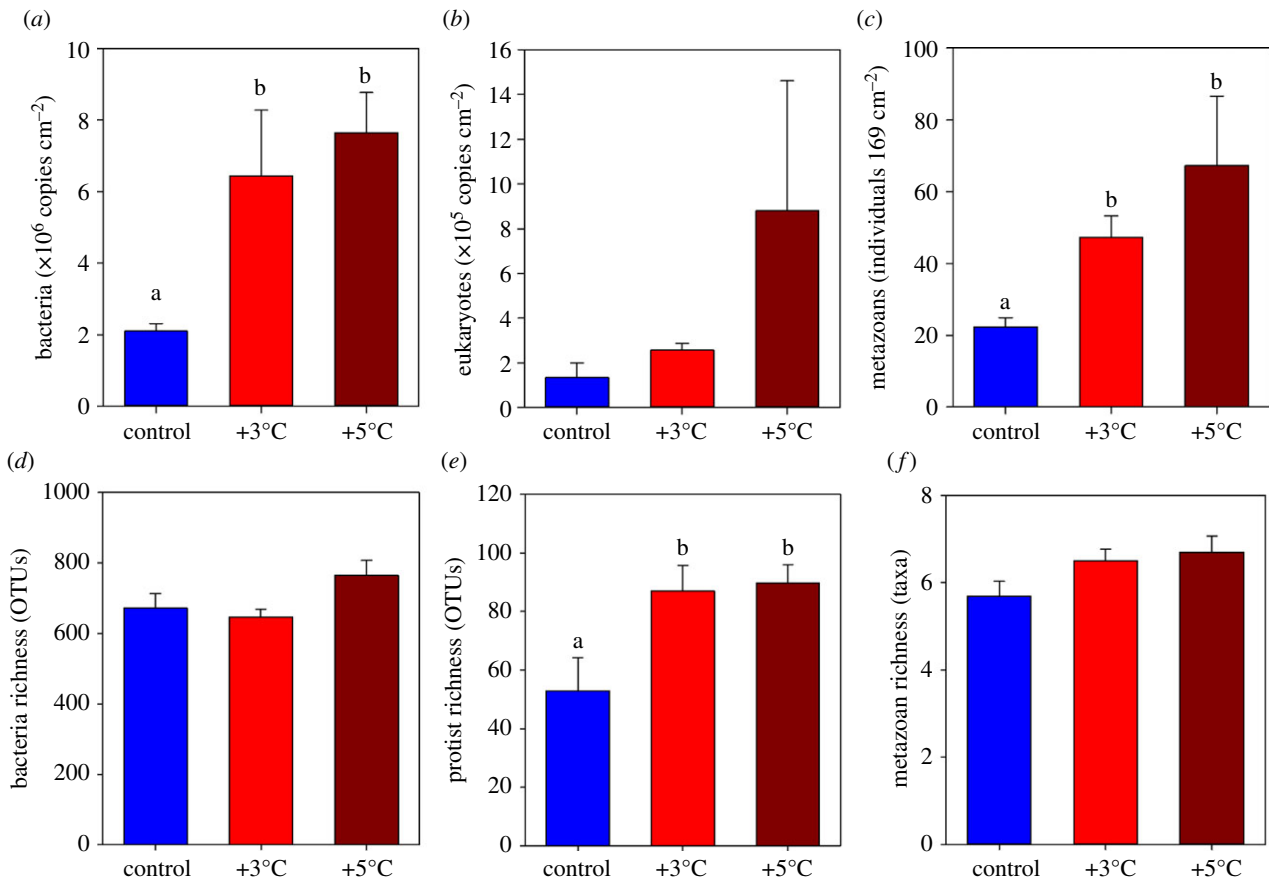 (a)
bacteria (×10⁶ copies cm⁻²)
10
8
6
4
2
0
a
b
b
control
+3°C
+5°C
(b)
eukaryotes (×10⁵ copies cm⁻²)
16
14
12
10
8
6
4
2
0
control
+3°C
+5°C
(c)
metazoans (individuals 169 cm⁻²)
100
80
60
40
20
0
a
b
b
control
+3°C
+5°C
(d)
bacteria richness (OTUs)
1000
800
600
400
200
0
control
+3°C
+5°C
(e)
protist richness (OTUs)
120
100
80
60
40
20
0
a
b
b
control
+3°C
+5°C
(f)
metazoan richness (taxa)
8
6
4
2
0
control
+3°C
+5°C